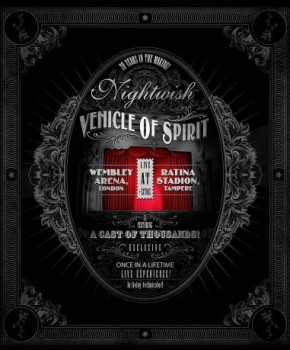 20 YEARS IN THE MAKING!
Nightwish
VEHICLE OF SPIRIT
WEMBLEY
ARENA,
LONDON
LIVE
AT
RATINA
STADION,
TAMPERE
FEATURING
A CAST OF THOUSANDS!
EXCLUSIVE
ONCE IN A LIFETIME
LIVE EXPERIENCE!
In living technicolor!